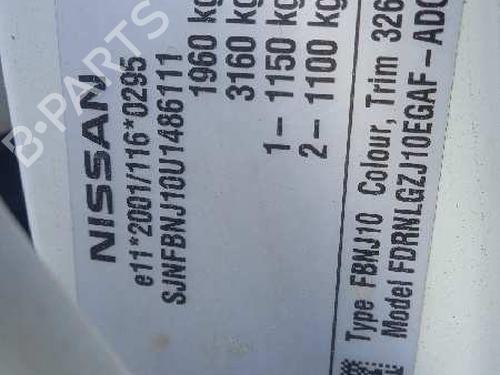 NISSAN
e11*2001/116*0295
SJNFBNJ10U1486111
1960 kg
3160 kg
1– 1150 kg
2– 1100 kg
Type FBNJ10 Colour, Trim 326
Model FDRNLGZJ10EGAF–ADC
B-PARTS